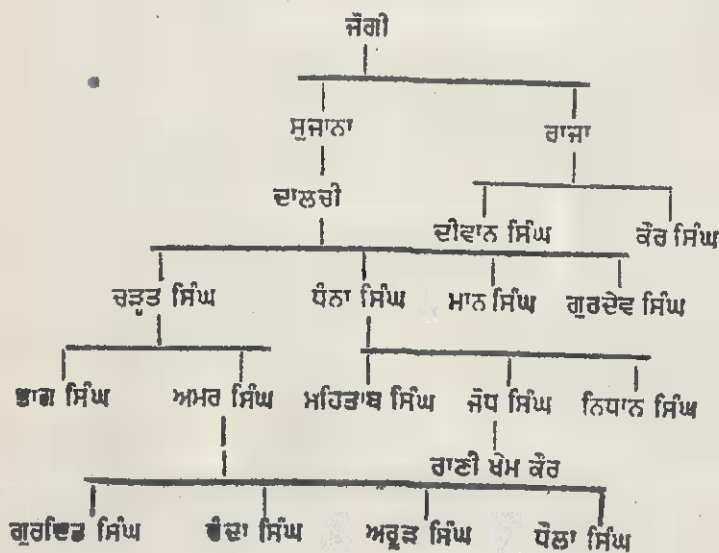 ਜੌਗੀ
ਸੁਜਾਨਾ ਰਾਜਾ
ਦਾਲਚੀ
ਦੀਵਾਨ ਸਿੰਘ ਕੌਰ ਸਿੰਘ
ਚੜ੍ਹਤ ਸਿੰਘ ਧੰਨਾ ਸਿੰਘ ਮਾਨ ਸਿੰਘ ਗੁਰਦੇਵ ਸਿੰਘ
ਭਾਗ ਸਿੰਘ ਅਮਰ ਸਿੰਘ ਮਹਿਤਾਬ ਸਿੰਘ ਜੋਧ ਸਿੰਘ ਨਿਧਾਨ ਸਿੰਘ
ਰਾਣੀ ਖੇਮ ਕੌਰ
ਸਿੰਘ ਸਿੰਘ ਅਰੂੜ ਸਿੰਘ ਧੌਲਾ ਸਿੰਘ